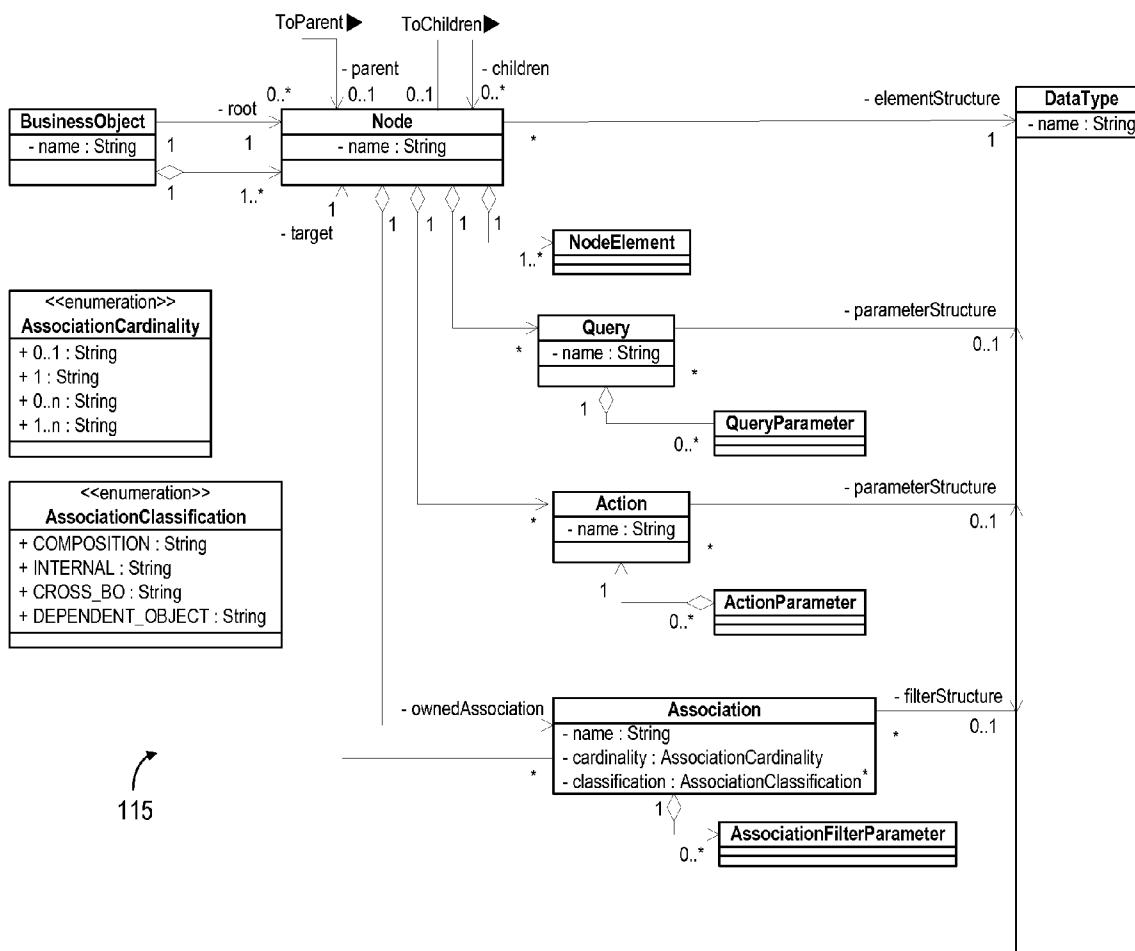 ToParent▶ ToChildren▶
- parent - children
0..* 0..1 0..1 0..*
BusinessObject
- name : String
- root
1 1
1 1..*
Node
- name : String
- elementStructure
* 1
DataType
- name : String
1
- target
1 1 1 1
NodeElement
1..*
<<enumeration>>
AssociationCardinality
+ 0..1 : String
+ 1 : String
+ 0..n : String
+ 1..n : String
Query
- name : String
*
- parameterStructure
* 0..1
1
QueryParameter
0..*
<<enumeration>>
AssociationClassification
+ COMPOSITION : String
+ INTERNAL : String
+ CROSS_BO : String
+ DEPENDENT_OBJECT : String
Action
- name : String
*
- parameterStructure
* 0..1
1
ActionParameter
0..*
- ownedAssociation
Association
- name : String
- cardinality : AssociationCardinality
- classification : AssociationClassification*
*
- filterStructure
* 0..1
1
AssociationFilterParameter
0..*
115